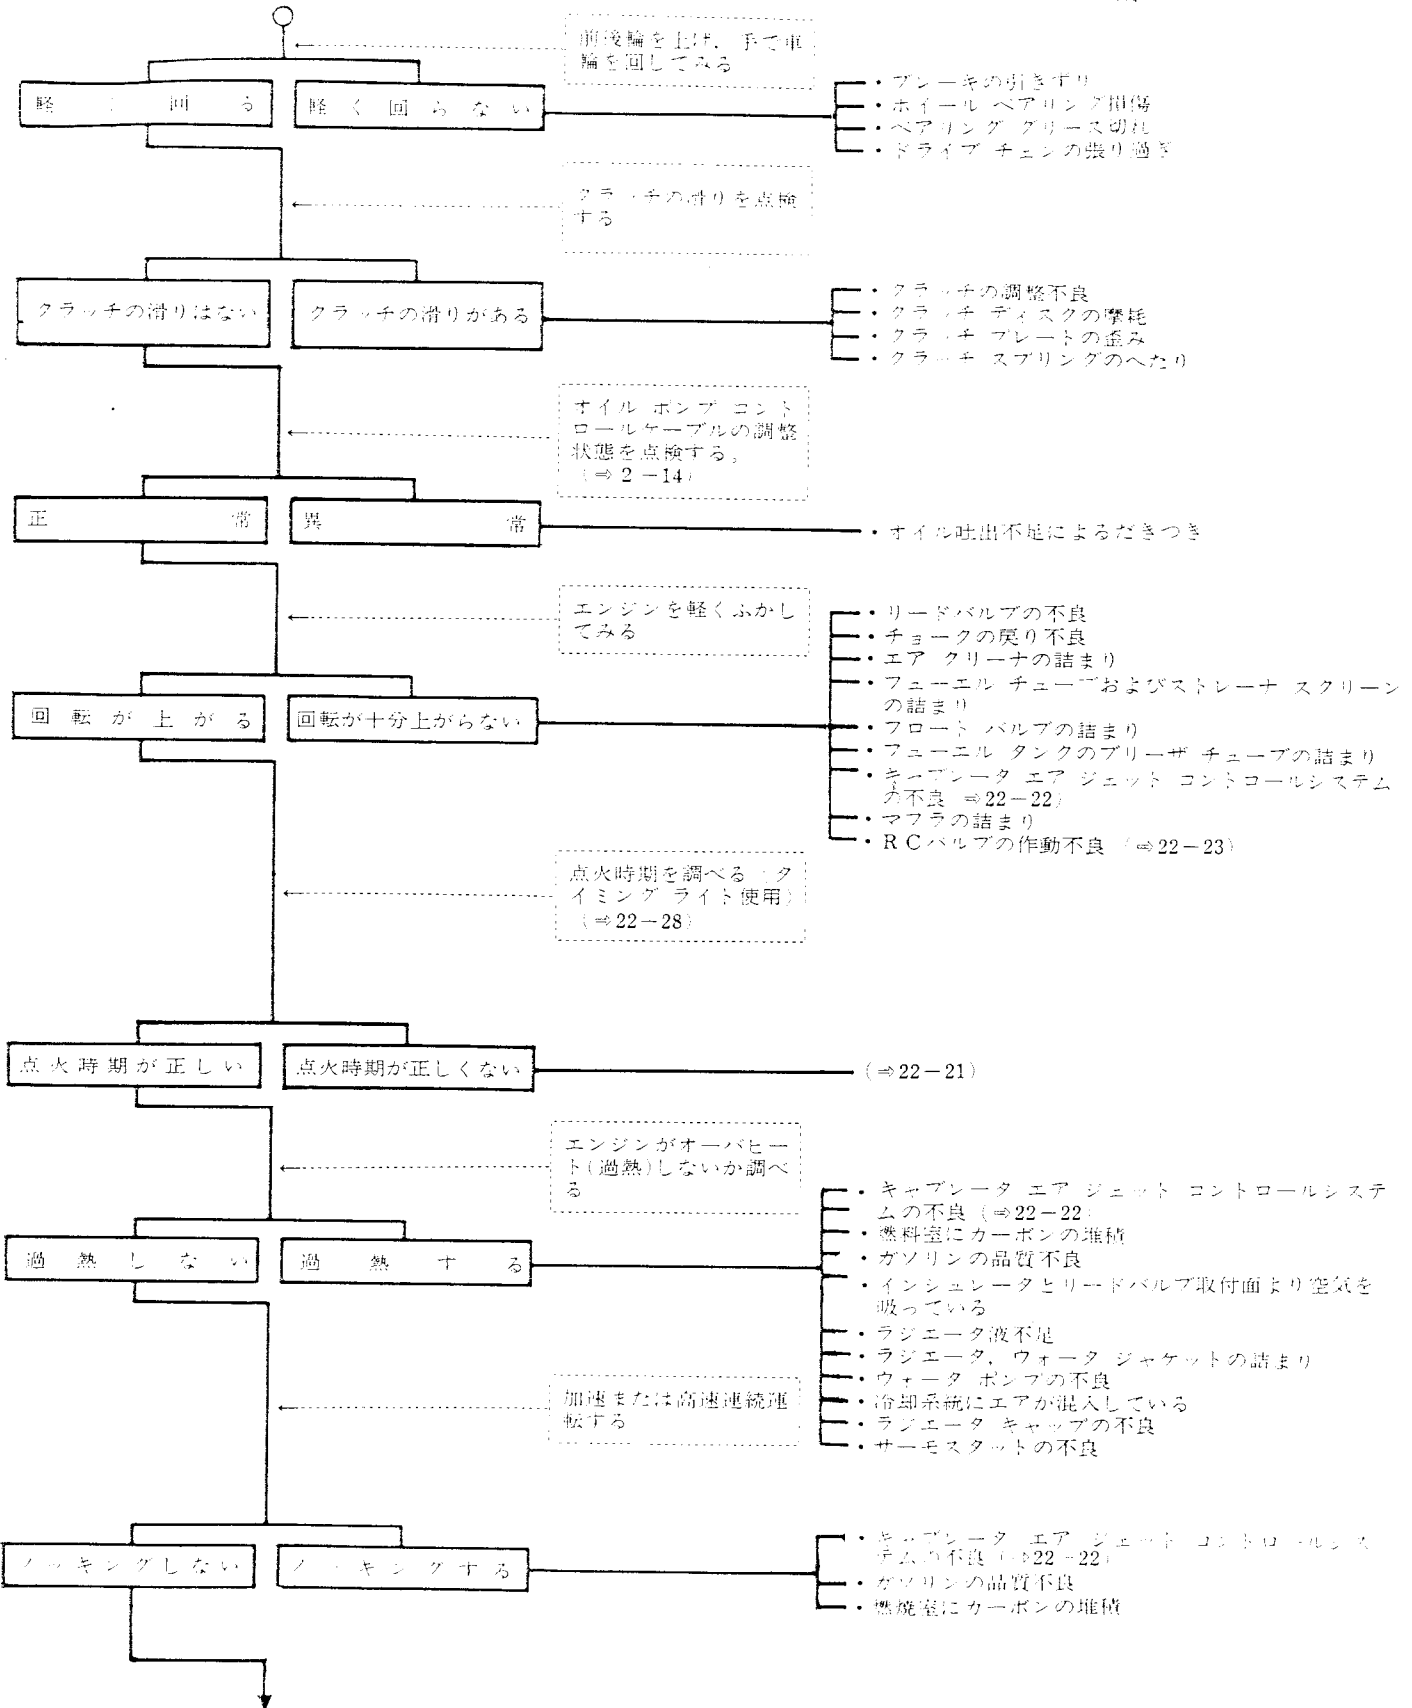 前後輪を上げ、手で車
輪を回してみる
軽く回る
軽く回らない
・ブレーキの引きずり
・ホイール ベアリング損傷
・ベアリング グリース切れ
・ドライブ チェンの張り過ぎ
クラッチの滑りを点検
する
クラッチの滑りはない
クラッチの滑りがある
・クラッチの調整不良
・クラッチ ディスクの摩耗
・クラッチ プレートの歪み
・クラッチ スプリングのへたり
オイル ポンプ コント
ロールケーブルの調整
状態を点検する。
(⇒2－14)
正常
異常
・オイル吐出不足によるだきつき
エンジンを軽くふかし
てみる
回転が上がる
回転が十分上がらない
・リードバルブの不良
・チョークの戻り不良
・エア クリーナの詰まり
・フューエル チューブおよびストレーナ スクリーン
の詰まり
・フロート バルブの詰まり
・フューエル タンクのブリーザ チューブの詰まり
・キャブレータ エア ジェット コントロールシステム
の不良 (⇒22－22)
・マフラの詰まり
・RCバルブの作動不良 (⇒22－23)
点火時期を調べる (タ
イミング ライト使用)
(⇒22－28)
点火時期が正しい
点火時期が正しくない
(⇒22－21)
エンジンがオーバヒー
ト(過熱)しないか調べ
る
過熱しない
過熱する
・キャブレータ エア ジェット コントロールシステ
ムの不良 (⇒22－22)
・燃料室にカーボンの堆積
・ガソリンの品質不良
・インシュレータとリードバルブ取付面より空気を
吸っている
・ラジエータ液不足
・ラジエータ, ウォータ ジャケットの詰まり
・ウォータ ポンプの不良
・冷却系統にエアが混入している
・ラジエータ キャップの不良
・サーモスタットの不良
加速または高速連続運
転する
ノッキングしない
ノッキングする
・キャブレータ エア ジェット コントロールシス
テムの不良 (⇒22－22)
・ガソリンの品質不良
・燃焼室にカーボンの堆積